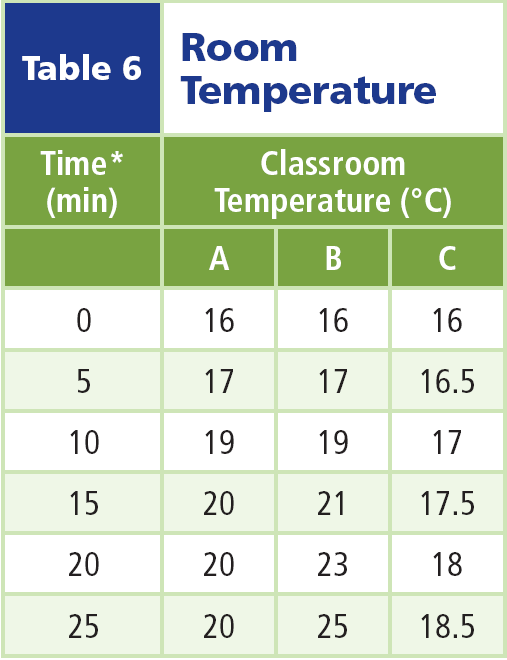 Table 6
Room
Temperature
Time*
(min)
Classroom
Temperature (°C)
A B C
0 16 16 16
5 17 17 16.5
10 19 19 17
15 20 21 17.5
20 20 23 18
25 20 25 18.5